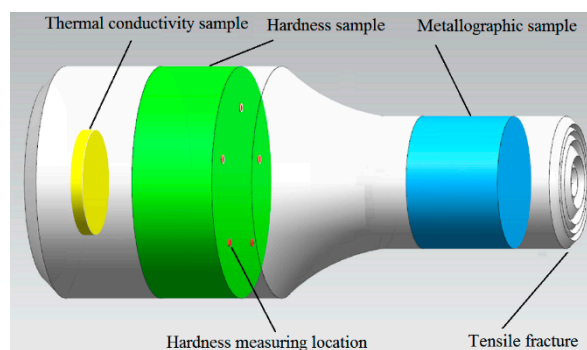 Thermal conductivity sample
Hardness sample
Metallographic sample
Hardness measuring location
Tensile fracture